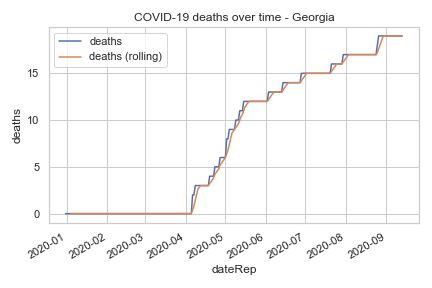 COVID-19 deaths over time - Georgia
deaths
deaths (rolling)
deaths
15
10
5
0
2020-01
2020-02
2020-03
2020-04
2020-05
2020-06
2020-07
2020-08
2020-09
dateRep